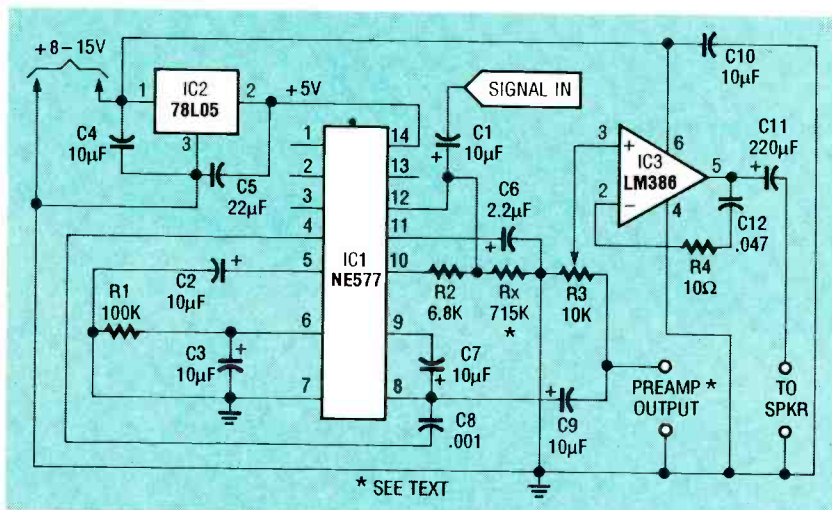 +8–15V
IC2
78L05
1
2
3
+5V
C4
10µF
C5
22µF
SIGNAL IN
C1
10µF
+
C10
10µF
1
2
3
4
5
6
7
14
13
12
11
10
9
8
IC1
NE577
C6
2.2µF
+
C2
10µF
+
R1
100K
C3
10µF
+
R2
6.8K
Rx
715K
*
R3
10K
C7
10µF
+
C8
.001
C9
10µF
+
3
+
2
−
6
5
4
IC3
LM386
C11
220µF
+
C12
.047
R4
10Ω
PREAMP *
OUTPUT
TO
SPKR
* SEE TEXT